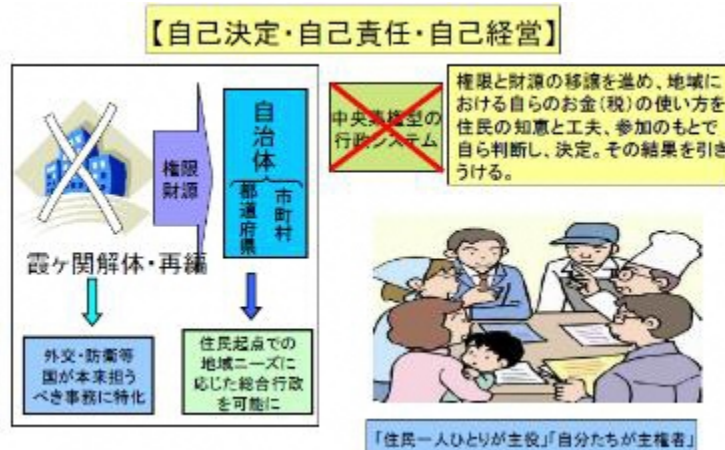 【自己決定・自己責任・自己経営】
権限
財源
自治体
都道府県
市町村
霞ヶ関解体・再編
外交・防衛等
国が本来担う
べき事務に特化
住民起点での
地域ニーズに
応じた総合行政
を可能に
中央集権型の
行政システム
権限と財源の移譲を進め、地域に
おける自らのお金(税)の使い方を
住民の知恵と工夫、参加のもとで
自ら判断し、決定。その結果を引き
うける。
「住民一人ひとりが主役」「自分たちが主権者」